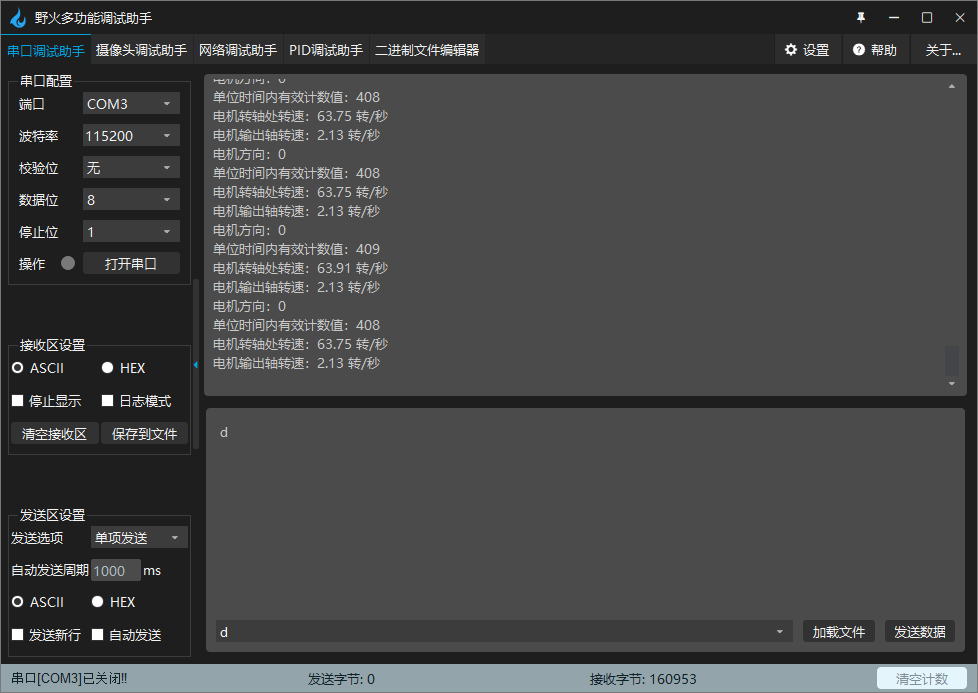 野火多功能调试助手
串口调试助手 摄像头调试助手 网络调试助手 PID调试助手 二进制文件编辑器 设置 帮助 关于...
串口配置
端口 COM3
波特率 115200
校验位 无
数据位 8
停止位 1
操作 打开串口
接收区设置
ASCII HEX
停止显示 日志模式
清空接收区 保存到文件
发送区设置
发送选项 单项发送
自动发送周期 1000 ms
ASCII HEX
发送新行 自动发送
电机方向：0
单位时间内有效计数值：408
电机转轴处转速：63.75 转/秒
电机输出轴转速：2.13 转/秒
电机方向：0
单位时间内有效计数值：408
电机转轴处转速：63.75 转/秒
电机输出轴转速：2.13 转/秒
电机方向：0
单位时间内有效计数值：409
电机转轴处转速：63.91 转/秒
电机输出轴转速：2.13 转/秒
电机方向：0
单位时间内有效计数值：408
电机转轴处转速：63.75 转/秒
电机输出轴转速：2.13 转/秒
d
d 加载文件 发送数据
串口[COM3]已关闭!! 发送字节: 0 接收字节: 160953 清空计数